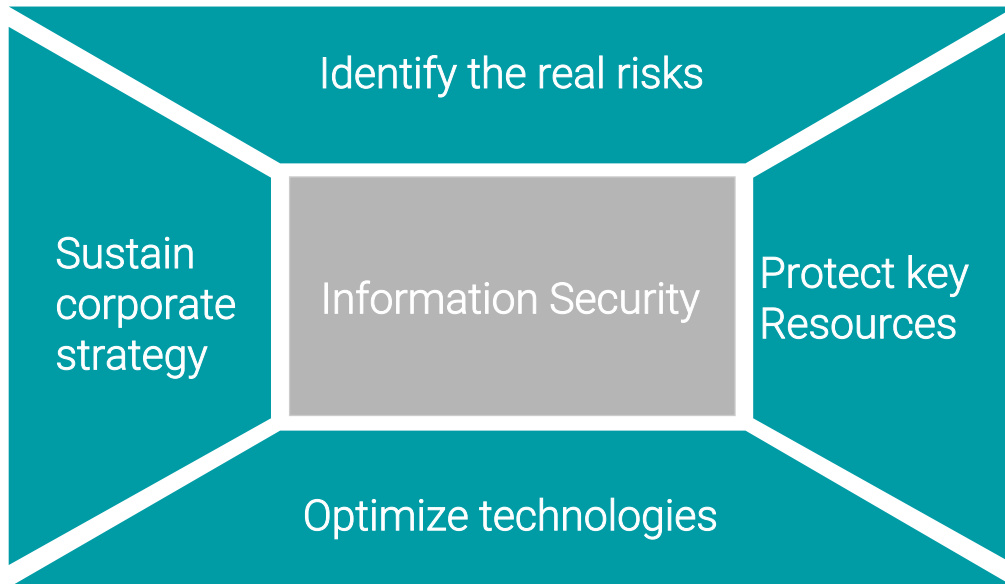 Identify the real risks
Sustain
corporate
strategy
Information Security
Protect key
Resources
Optimize technologies